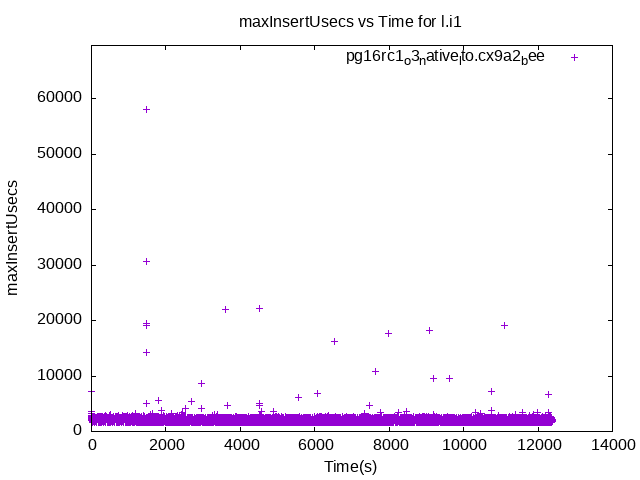 maxInsertUsecs vs Time for l.i1
pg16rc1_o3_native_lto.cx9a2_bee
60000
50000
40000
30000
20000
10000
0
maxInsertUsecs
0 2000 4000 6000 8000 10000 12000 14000
Time(s)